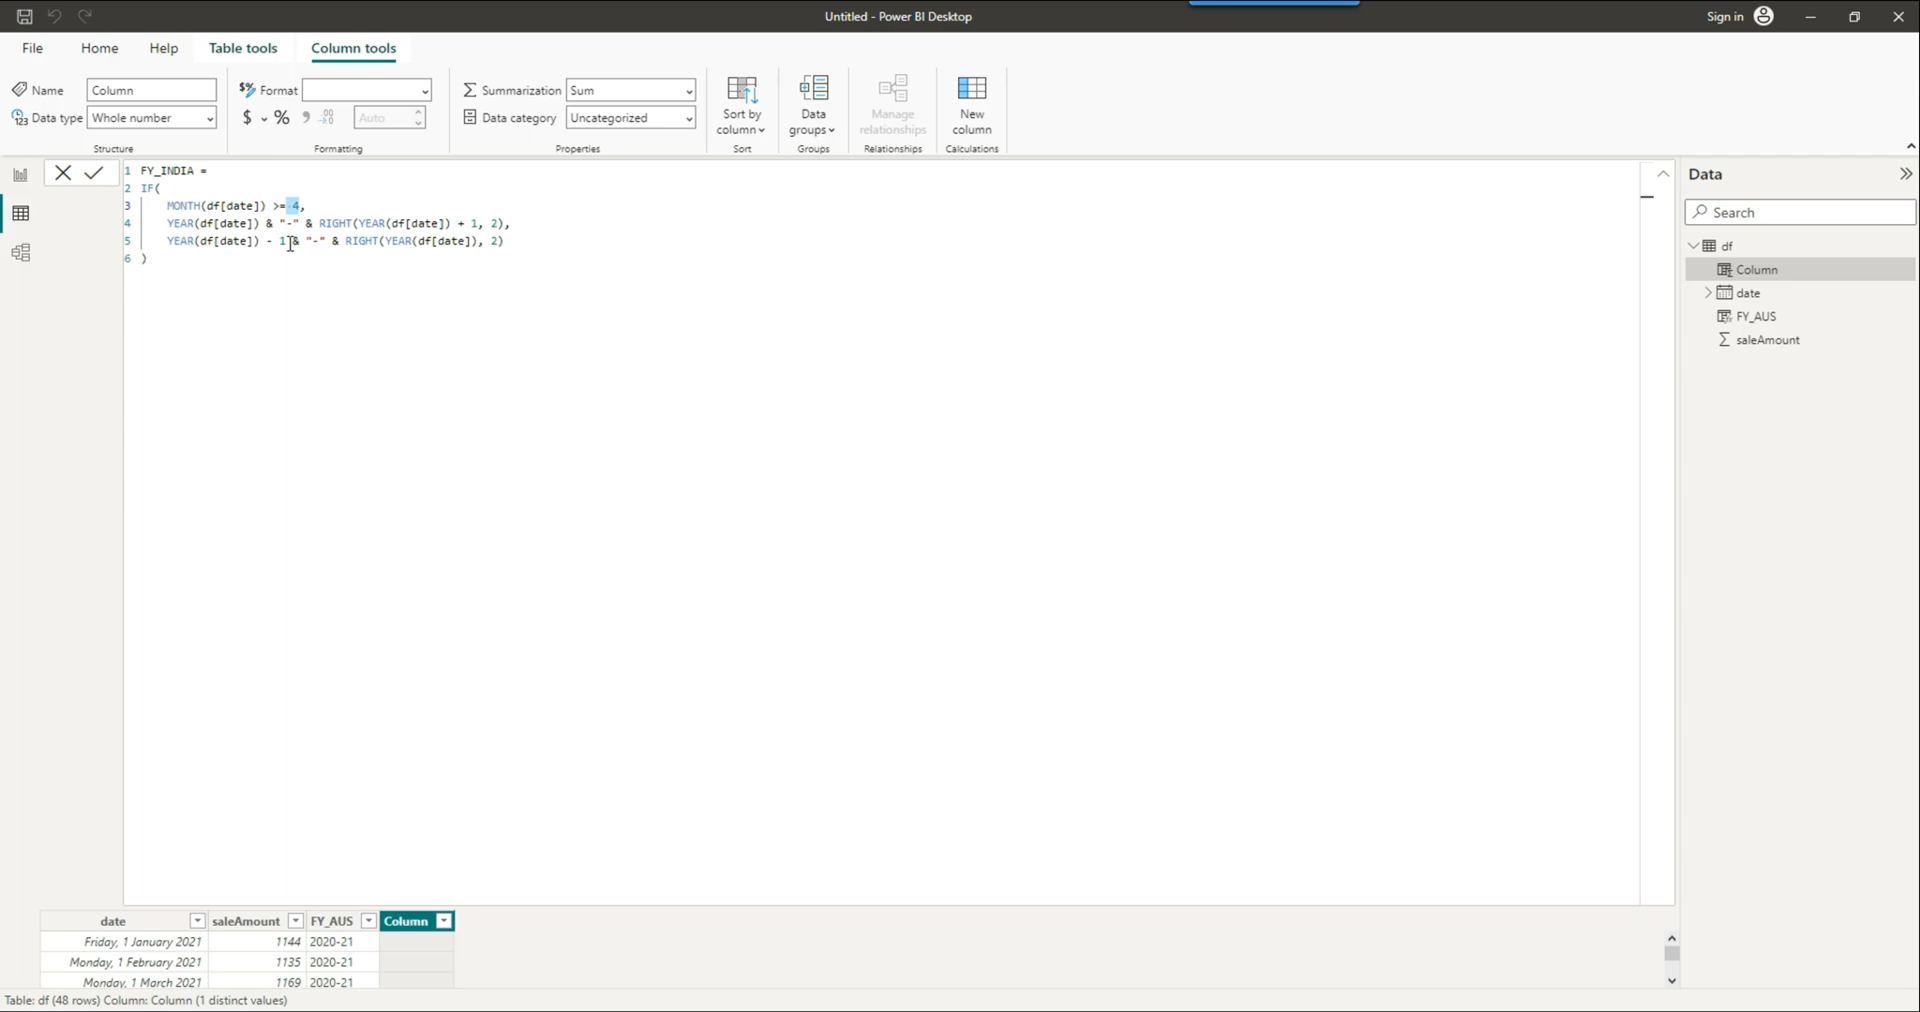 Untitled - Power BI Desktop
Sign in
File Home Help Table tools Column tools
Name Column
Data type Whole number
Structure
Format
$ % Auto
Formatting
Summarization Sum
Data category Uncategorized
Properties
Sort by column
Sort
Data groups
Groups
Manage relationships
Relationships
New column
Calculations
1 FY_INDIA =
2 IF(
3 MONTH(df[date]) >= 4,
4 YEAR(df[date]) & "-" & RIGHT(YEAR(df[date]) + 1, 2),
5 YEAR(df[date]) - 1 & "-" & RIGHT(YEAR(df[date]), 2)
6 )
Data
Search
df
Column
date
FY_AUS
saleAmount
date saleAmount FY_AUS Column
Friday, 1 January 2021 1144 2020-21
Monday, 1 February 2021 1135 2020-21
Monday, 1 March 2021 1169 2020-21
Table: df (48 rows) Column: Column (1 distinct values)